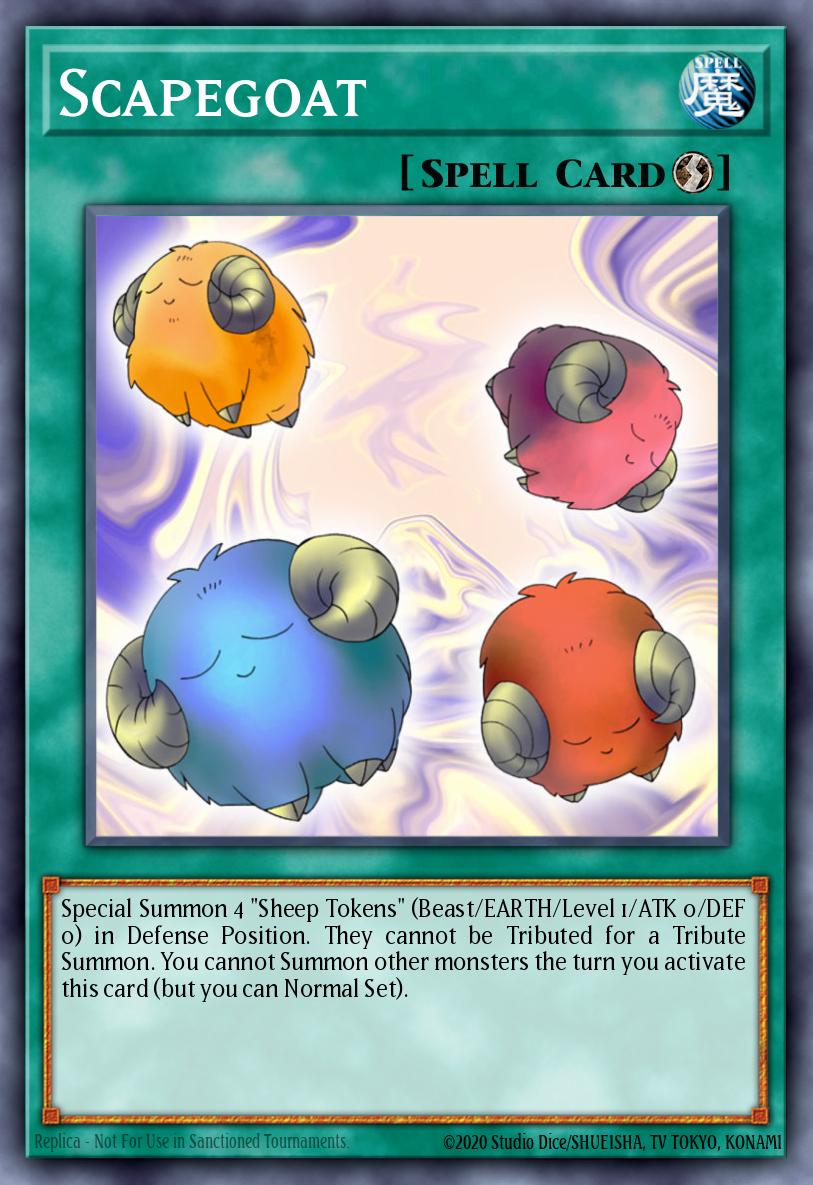 Scapegoat
SPELL
魔
[Spell Card]
Special Summon 4 "Sheep Tokens" (Beast/EARTH/Level 1/ATK 0/DEF
0) in Defense Position. They cannot be Tributed for a Tribute
Summon. You cannot Summon other monsters the turn you activate
this card (but you can Normal Set).
Replica - Not For Use in Sanctioned Tournaments.
©2020 Studio Dice/SHUEISHA, TV TOKYO, KONAMI